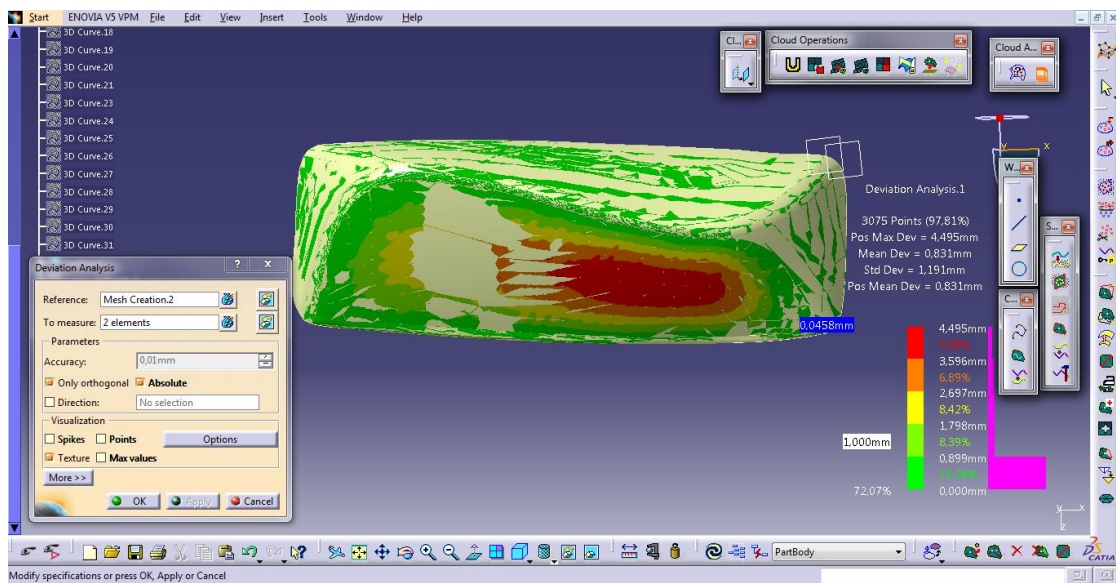 Start ENOVIA V5 VPM File Edit View Insert Tools Window Help
3D Curve.18
3D Curve.19
3D Curve.20
3D Curve.21
3D Curve.23
3D Curve.24
3D Curve.25
3D Curve.26
3D Curve.27
3D Curve.28
3D Curve.29
3D Curve.30
3D Curve.31
Cl...
Cloud Operations
Cloud A...
x
W...
S...
C...
Deviation Analysis.1
3075 Points (97,81%)
Pos Max Dev = 4,495mm
Mean Dev = 0,831mm
Std Dev = 1,191mm
Pos Mean Dev = 0,831mm
0,0458mm
4,495mm
3,596mm
6,89%
2,697mm
8,42%
1,798mm
8,39%
0,899mm
0,000mm
1,000mm
72,07%
Deviation Analysis
Reference: Mesh Creation.2
To measure: 2 elements
Parameters
Accuracy: 0,01mm
Only orthogonal Absolute
Direction: No selection
Visualization
Spikes Points Options
Texture Max values
More >>
OK Apply Cancel
y x
z
PartBody
CATIA
Modify specifications or press OK, Apply or Cancel